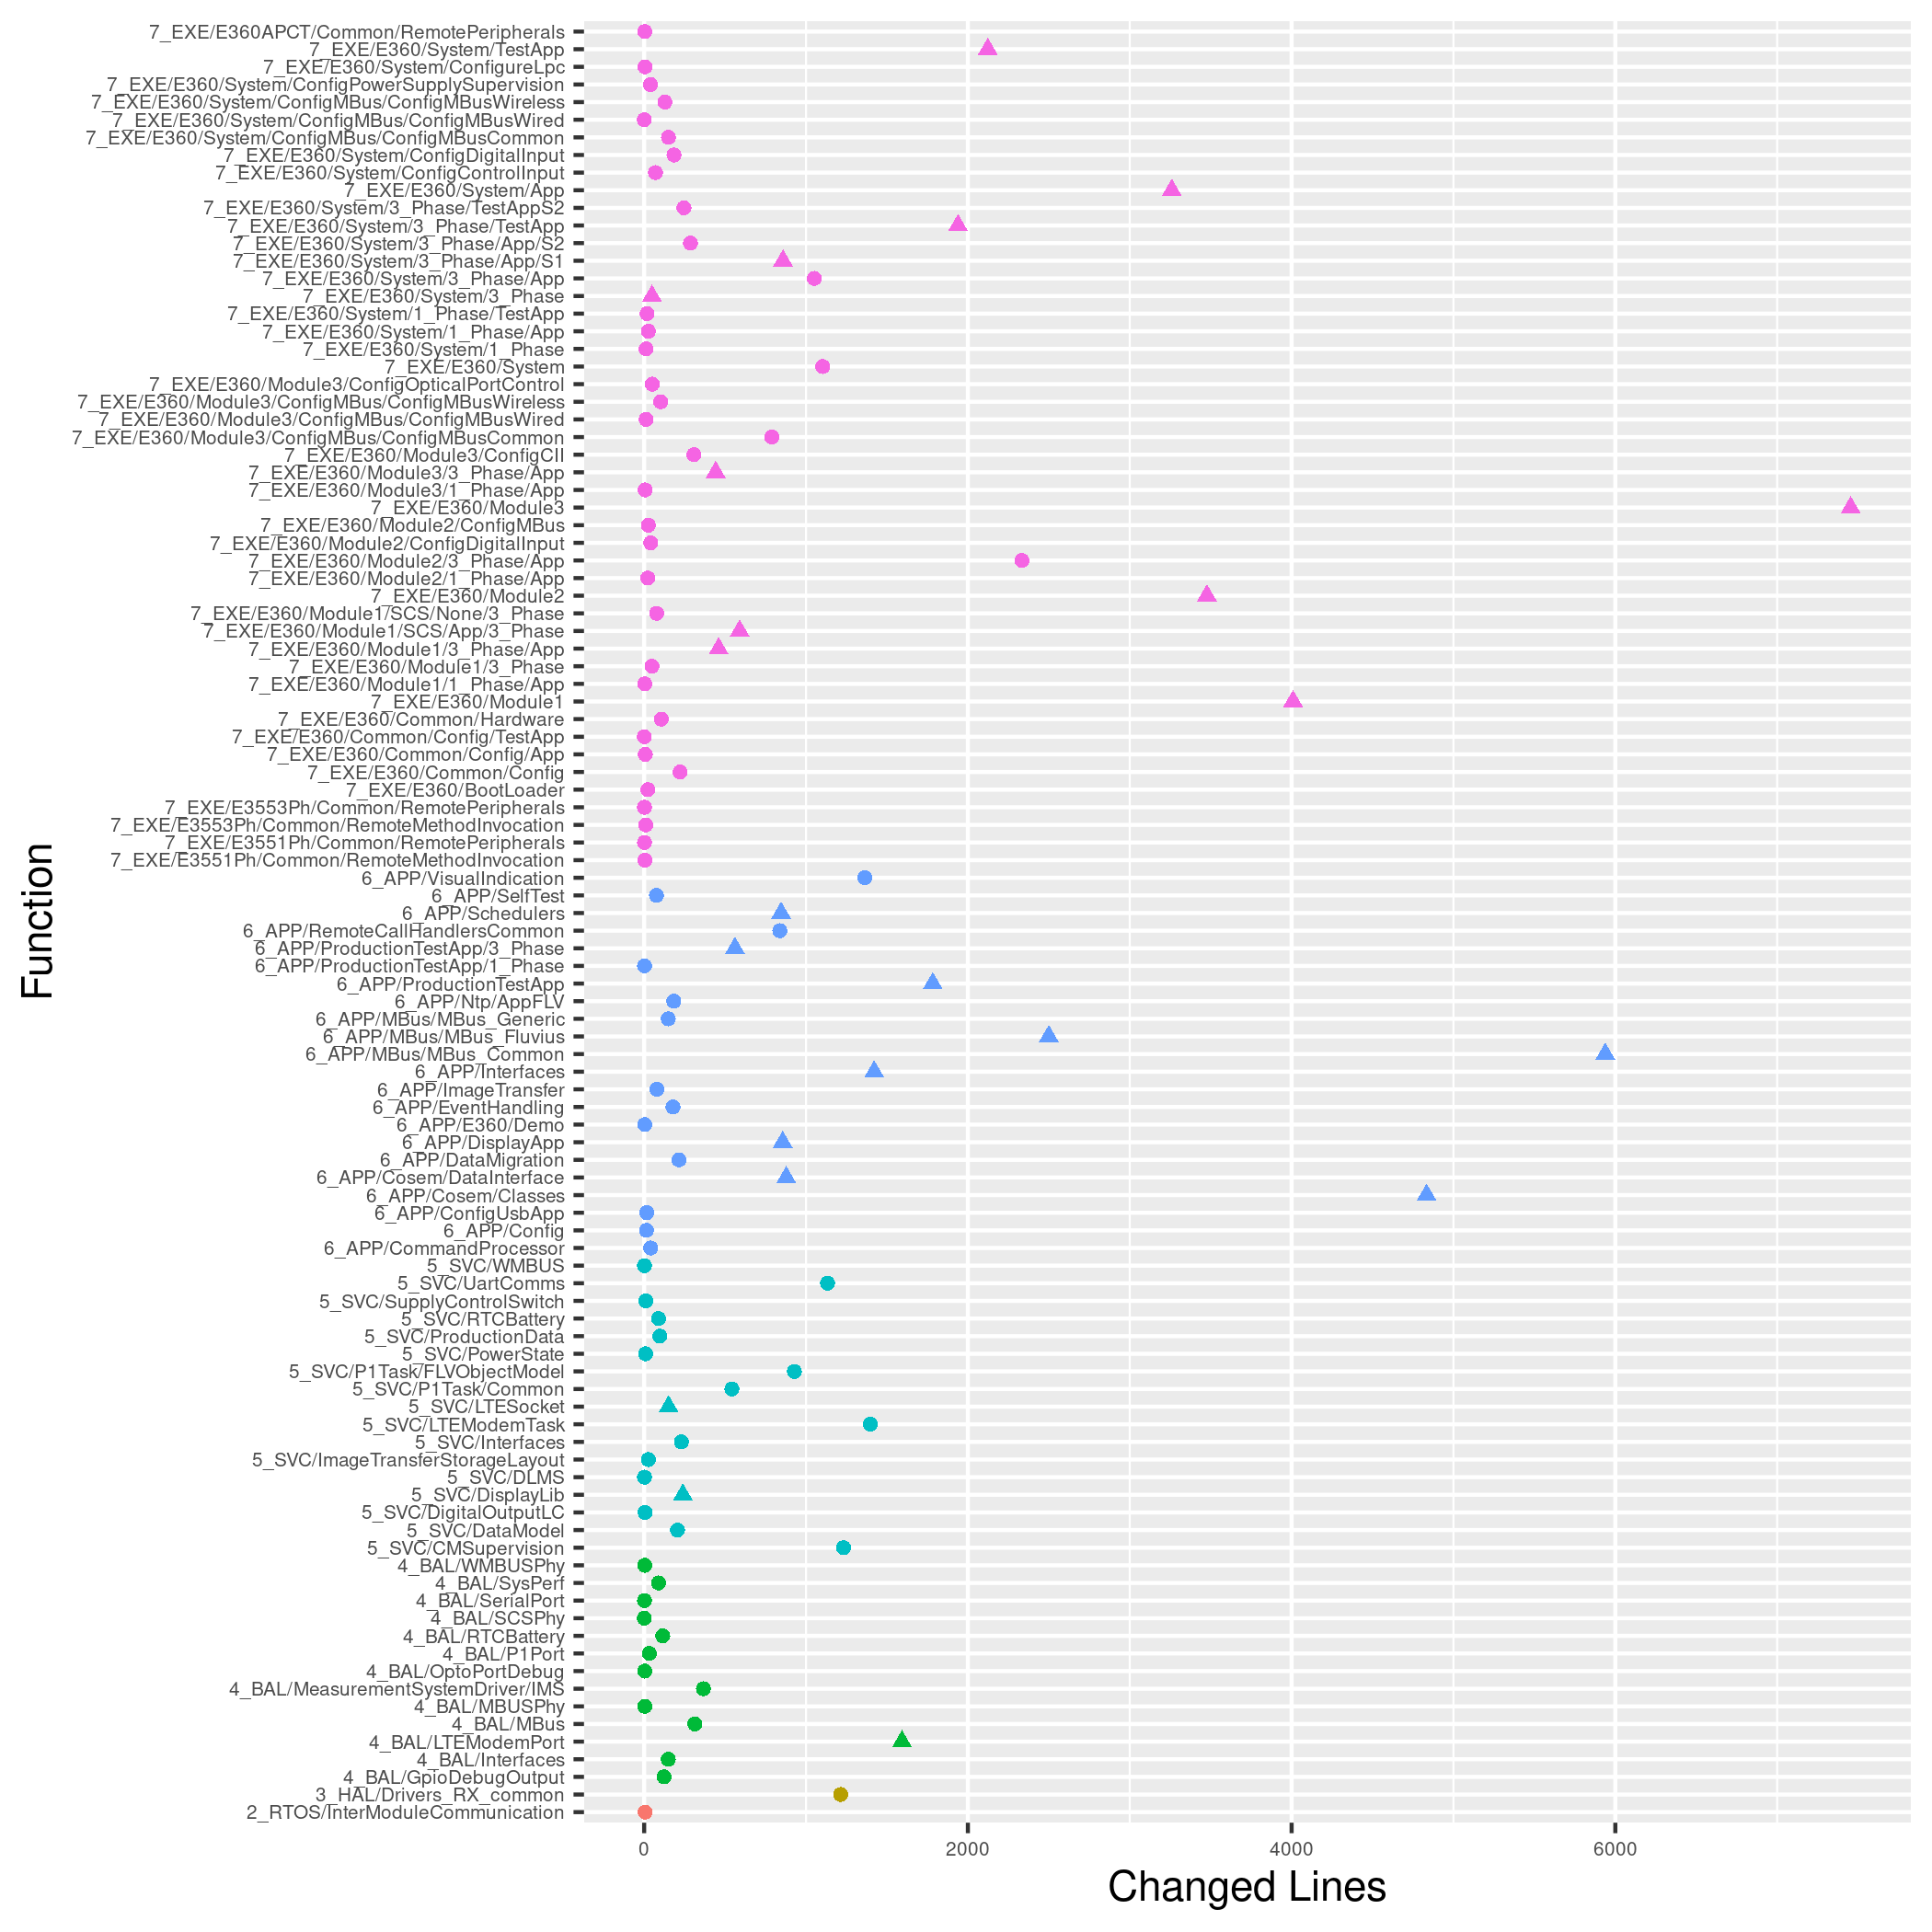 7_EXE/E360APCT/Common/RemotePeripherals
7_EXE/E360/System/TestApp
7_EXE/E360/System/ConfigureLpc
7_EXE/E360/System/ConfigPowerSupplySupervision
7_EXE/E360/System/ConfigMBus/ConfigMBusWireless
7_EXE/E360/System/ConfigMBus/ConfigMBusWired
7_EXE/E360/System/ConfigMBus/ConfigMBusCommon
7_EXE/E360/System/ConfigDigitalInput
7_EXE/E360/System/ConfigControlInput
7_EXE/E360/System/App
7_EXE/E360/System/3_Phase/TestAppS2
7_EXE/E360/System/3_Phase/TestApp
7_EXE/E360/System/3_Phase/App/S2
7_EXE/E360/System/3_Phase/App/S1
7_EXE/E360/System/3_Phase/App
7_EXE/E360/System/3_Phase
7_EXE/E360/System/1_Phase/TestApp
7_EXE/E360/System/1_Phase/App
7_EXE/E360/System/1_Phase
7_EXE/E360/System
7_EXE/E360/Module3/ConfigOpticalPortControl
7_EXE/E360/Module3/ConfigMBus/ConfigMBusWireless
7_EXE/E360/Module3/ConfigMBus/ConfigMBusWired
7_EXE/E360/Module3/ConfigMBus/ConfigMBusCommon
7_EXE/E360/Module3/ConfigCII
7_EXE/E360/Module3/3_Phase/App
7_EXE/E360/Module3/1_Phase/App
7_EXE/E360/Module3
7_EXE/E360/Module2/ConfigMBus
7_EXE/E360/Module2/ConfigDigitalInput
7_EXE/E360/Module2/3_Phase/App
7_EXE/E360/Module2/1_Phase/App
7_EXE/E360/Module2
7_EXE/E360/Module1/SCS/None/3_Phase
7_EXE/E360/Module1/SCS/App/3_Phase
7_EXE/E360/Module1/3_Phase/App
7_EXE/E360/Module1/3_Phase
7_EXE/E360/Module1/1_Phase/App
7_EXE/E360/Module1
7_EXE/E360/Common/Hardware
7_EXE/E360/Common/Config/TestApp
7_EXE/E360/Common/Config/App
7_EXE/E360/Common/Config
7_EXE/E360/BootLoader
7_EXE/E3553Ph/Common/RemotePeripherals
7_EXE/E3553Ph/Common/RemoteMethodInvocation
7_EXE/E3551Ph/Common/RemotePeripherals
7_EXE/E3551Ph/Common/RemoteMethodInvocation
6_APP/VisualIndication
6_APP/SelfTest
6_APP/Schedulers
6_APP/RemoteCallHandlersCommon
6_APP/ProductionTestApp/3_Phase
6_APP/ProductionTestApp/1_Phase
6_APP/ProductionTestApp
6_APP/Ntp/AppFLV
6_APP/MBus/MBus_Generic
6_APP/MBus/MBus_Fluvius
6_APP/MBus/MBus_Common
6_APP/Interfaces
6_APP/ImageTransfer
6_APP/EventHandling
6_APP/E360/Demo
6_APP/DisplayApp
6_APP/DataMigration
6_APP/Cosem/DataInterface
6_APP/Cosem/Classes
6_APP/ConfigUsbApp
6_APP/Config
6_APP/CommandProcessor
5_SVC/WMBUS
5_SVC/UartComms
5_SVC/SupplyControlSwitch
5_SVC/RTCBattery
5_SVC/ProductionData
5_SVC/PowerState
5_SVC/P1Task/FLVObjectModel
5_SVC/P1Task/Common
5_SVC/LTESocket
5_SVC/LTEModemTask
5_SVC/Interfaces
5_SVC/ImageTransferStorageLayout
5_SVC/DLMS
5_SVC/DisplayLib
5_SVC/DigitalOutputLC
5_SVC/DataModel
5_SVC/CMSupervision
4_BAL/WMBUSPhy
4_BAL/SysPerf
4_BAL/SerialPort
4_BAL/SCSPhy
4_BAL/RTCBattery
4_BAL/P1Port
4_BAL/OptoPortDebug
4_BAL/MeasurementSystemDriver/IMS
4_BAL/MBUSPhy
4_BAL/MBus
4_BAL/LTEModemPort
4_BAL/Interfaces
4_BAL/GpioDebugOutput
3_HAL/Drivers_RX_common
2_RTOS/InterModuleCommunication
Function
0 2000 4000 6000
Changed Lines